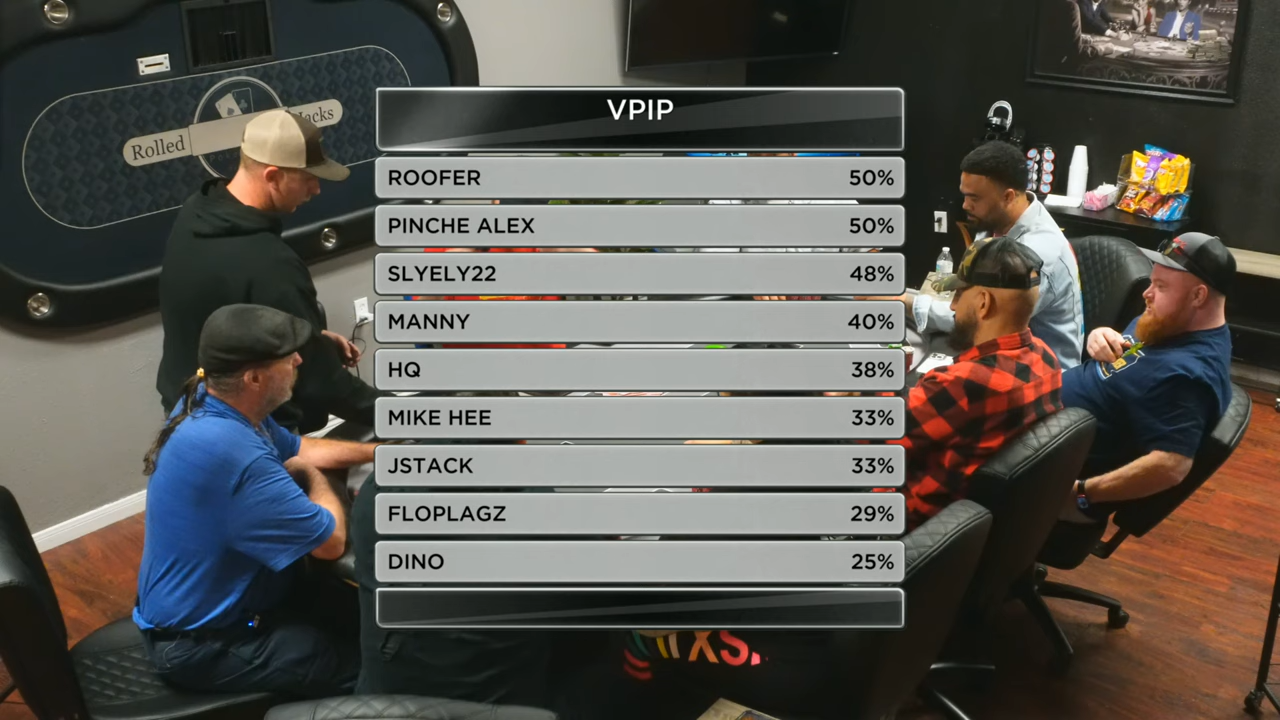 Rolled Jacks
VPIP
ROOFER 50%
PINCHE ALEX 50%
SLYELY22 48%
MANNY 40%
HQ 38%
MIKE HEE 33%
JSTACK 33%
FLOPLAGZ 29%
DINO 25%
TXS.